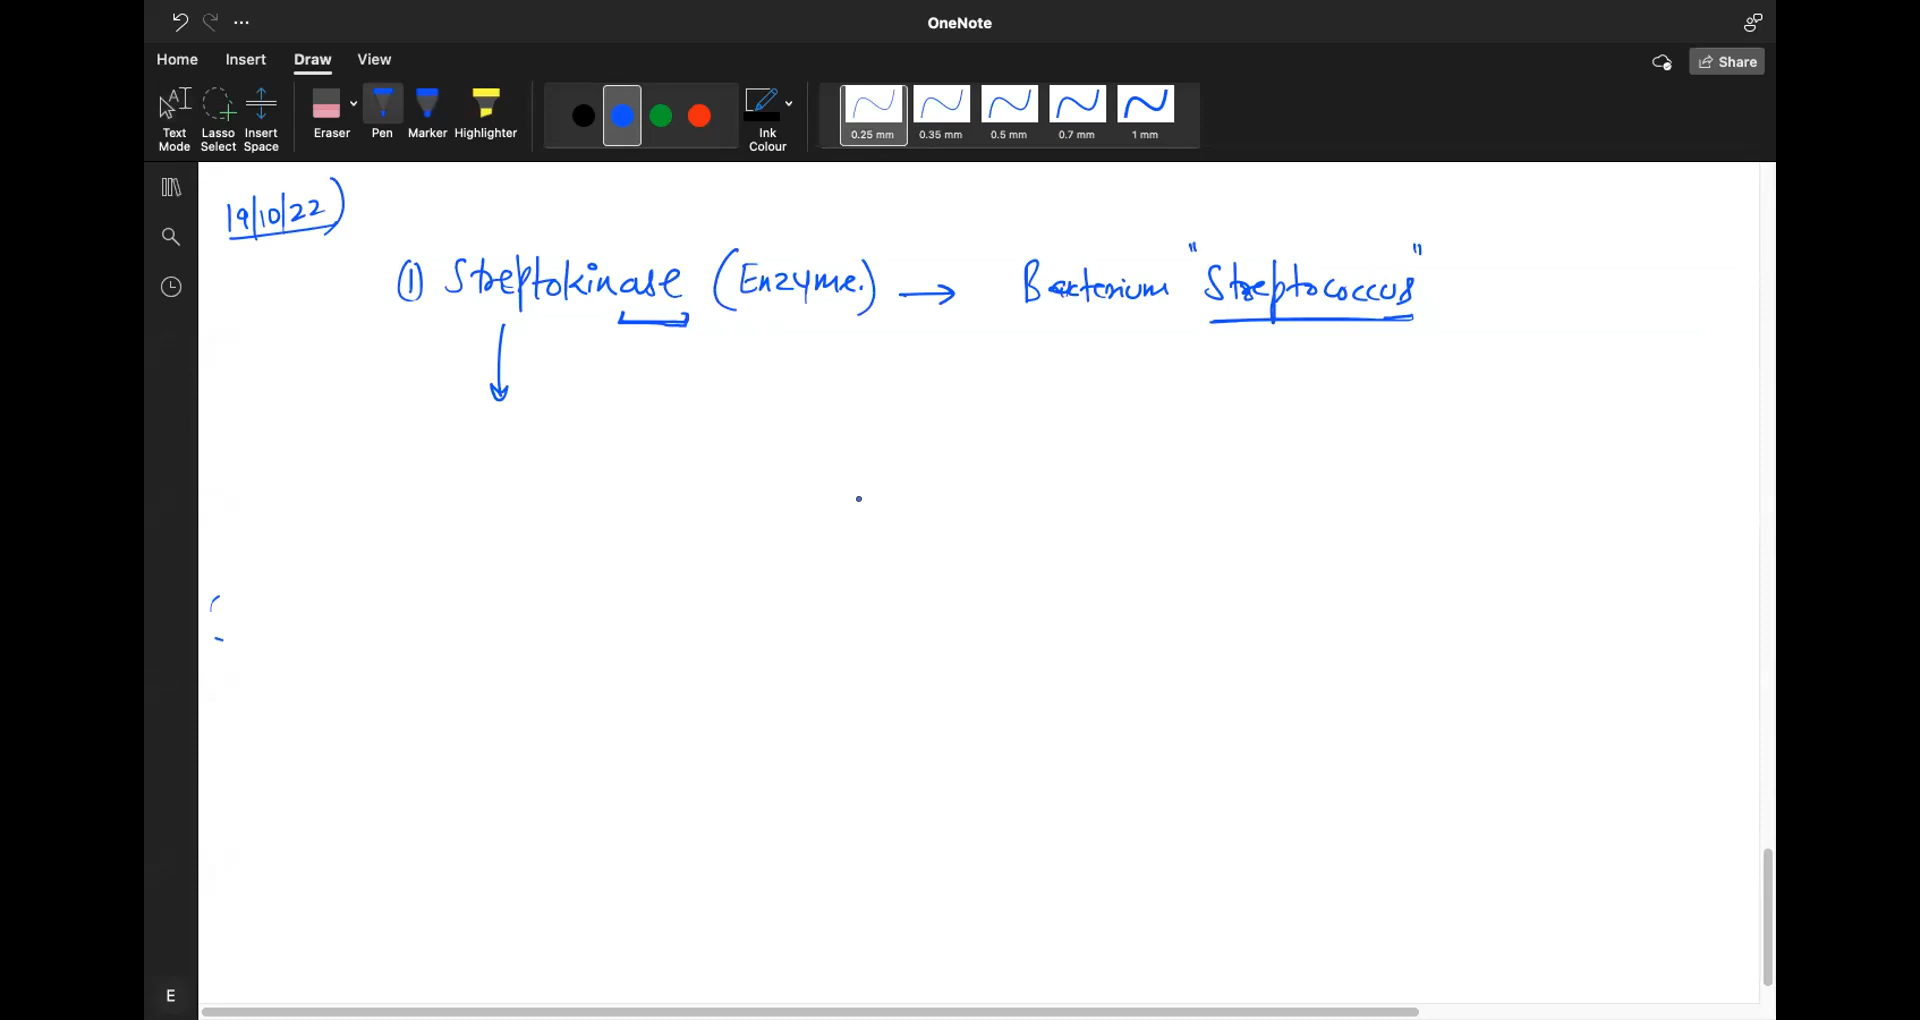 OneNote
Home Insert Draw View
Share
Text Mode
Lasso Select
Insert Space
Eraser
Pen
Marker
Highlighter
Ink Colour
0.25 mm
0.35 mm
0.5 mm
0.7 mm
1 mm
19/10/22)
① Streptokinase (Enzyme.) → Bacterium "Streptococcus"
E